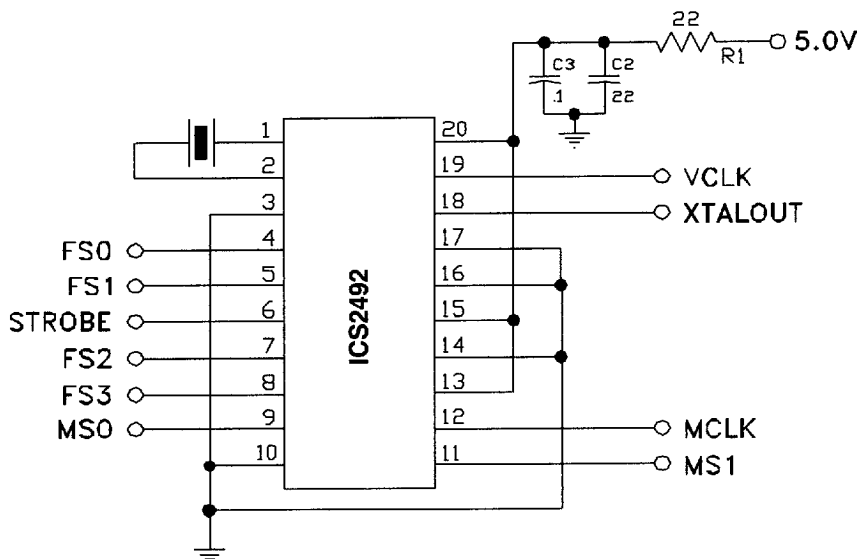 22
R1
5.0V
C3
.1
C2
22
1
2
3
FS0 4
FS1 5
STROBE 6
FS2 7
FS3 8
MS0 9
10
ICS2492
20
19 VCLK
18 XTALOUT
17
16
15
14
13
12 MCLK
11 MS1